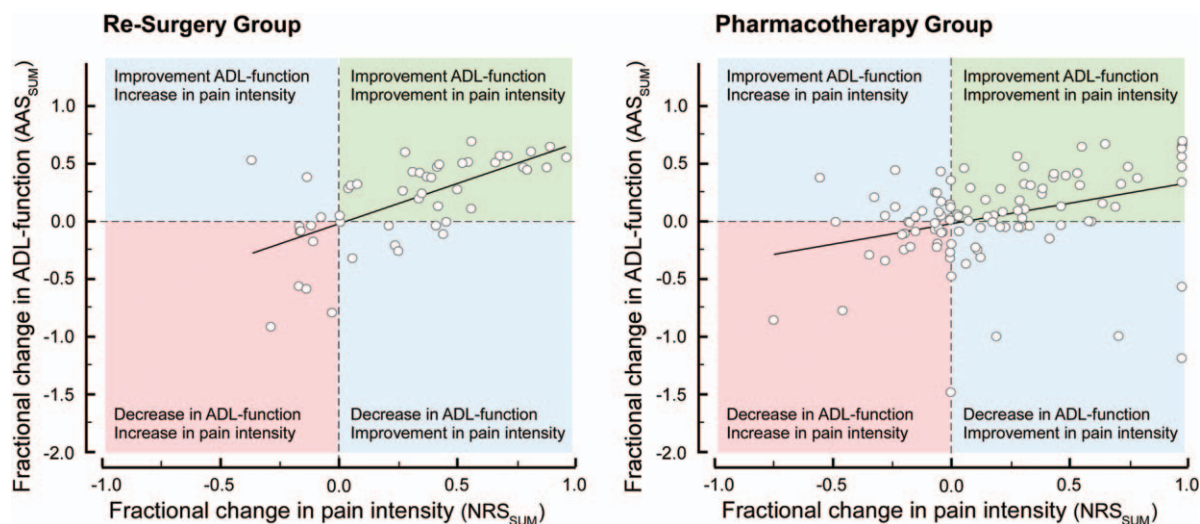 Re-Surgery Group
Fractional change in ADL-function (AAS_SUM)
1.0
0.5
0.0
-0.5
-1.0
-1.5
-2.0
Improvement ADL-function
Increase in pain intensity
Improvement ADL-function
Improvement in pain intensity
Decrease in ADL-function
Increase in pain intensity
Decrease in ADL-function
Improvement in pain intensity
-1.0
-0.5
0.0
0.5
1.0
Fractional change in pain intensity (NRS_SUM)
Pharmacotherapy Group
Fractional change in ADL-function (AAS_SUM)
1.0
0.5
0.0
-0.5
-1.0
-1.5
-2.0
Improvement ADL-function
Increase in pain intensity
Improvement ADL-function
Improvement in pain intensity
Decrease in ADL-function
Increase in pain intensity
Decrease in ADL-function
Improvement in pain intensity
-1.0
-0.5
0.0
0.5
1.0
Fractional change in pain intensity (NRS_SUM)